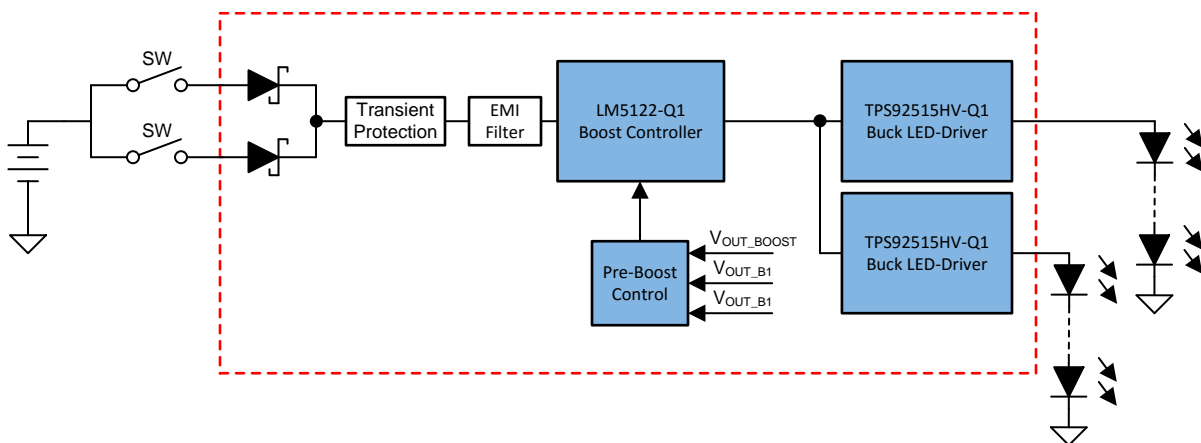 SW
SW
Transient
Protection
EMI
Filter
LM5122-Q1
Boost Controller
TPS92515HV-Q1
Buck LED-Driver
TPS92515HV-Q1
Buck LED-Driver
Pre-Boost
Control
VOUT_BOOST
VOUT_B1
VOUT_B1